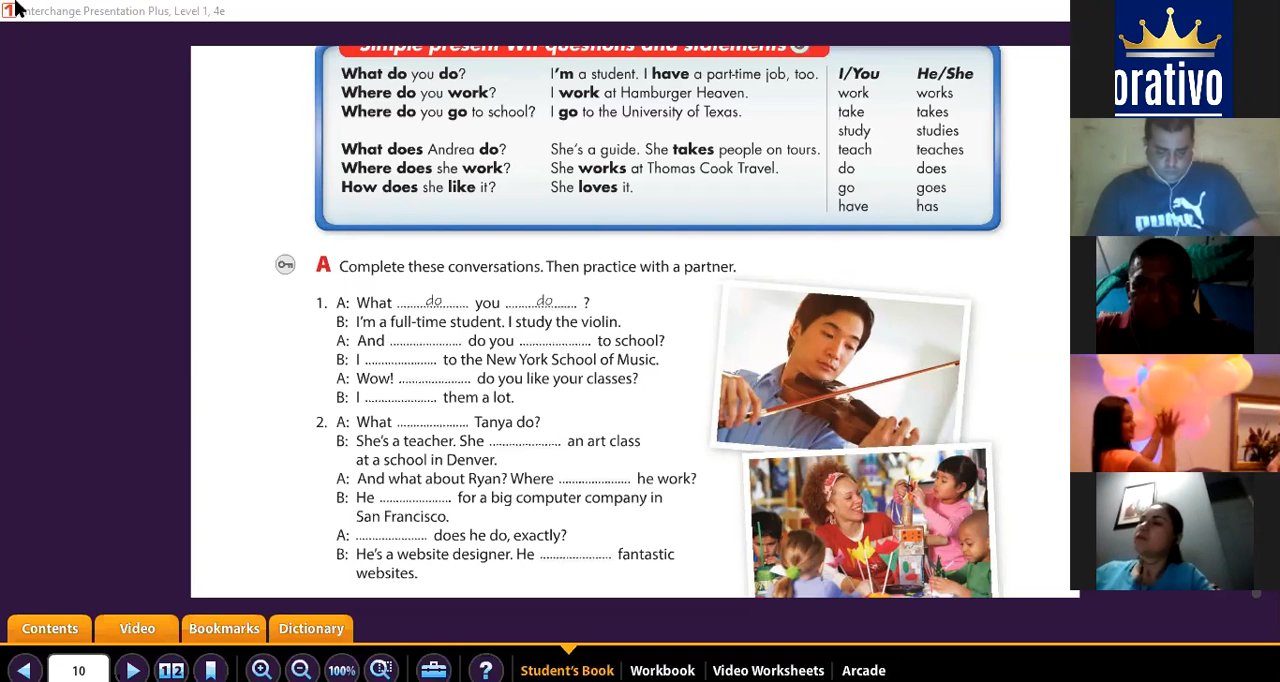 Interchange Presentation Plus, Level 1, 4e
Simple present Wh-questions and statements
What do you do? I'm a student. I have a part-time job, too. I/You He/She
Where do you work? I work at Hamburger Heaven. work works
Where do you go to school? I go to the University of Texas. take takes
study studies
What does Andrea do? She's a guide. She takes people on tours. teach teaches
Where does she work? She works at Thomas Cook Travel. do does
How does she like it? She loves it. go goes
have has
A Complete these conversations. Then practice with a partner.
1. A: What ....do.... you ....do.... ?
B: I'm a full-time student. I study the violin.
A: And .................... do you .................... to school?
B: I .................... to the New York School of Music.
A: Wow! .................... do you like your classes?
B: I .................... them a lot.
2. A: What .................... Tanya do?
B: She's a teacher. She .................... an art class
at a school in Denver.
A: And what about Ryan? Where .................... he work?
B: He .................... for a big computer company in
San Francisco.
A: .................... does he do, exactly?
B: He's a website designer. He .................... fantastic
websites.
orativo
PUMA
Contents Video Bookmarks Dictionary
10 12 100% ? Student's Book Workbook Video Worksheets Arcade